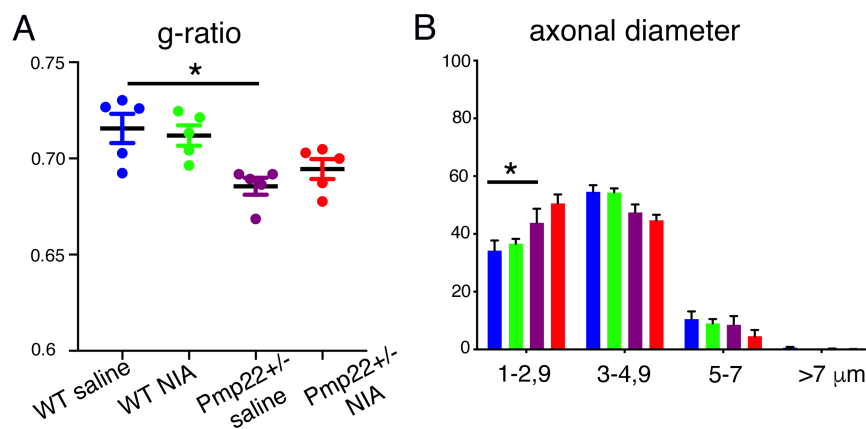 A
g-ratio
*
0.75
0.70
0.65
0.6
WT saline
WT NIA
Pmp22+/-
saline
Pmp22+/-
NIA
B
axonal diameter
100
80
60
40
20
0
*
1-2,9
3-4,9
5-7
>7 μm